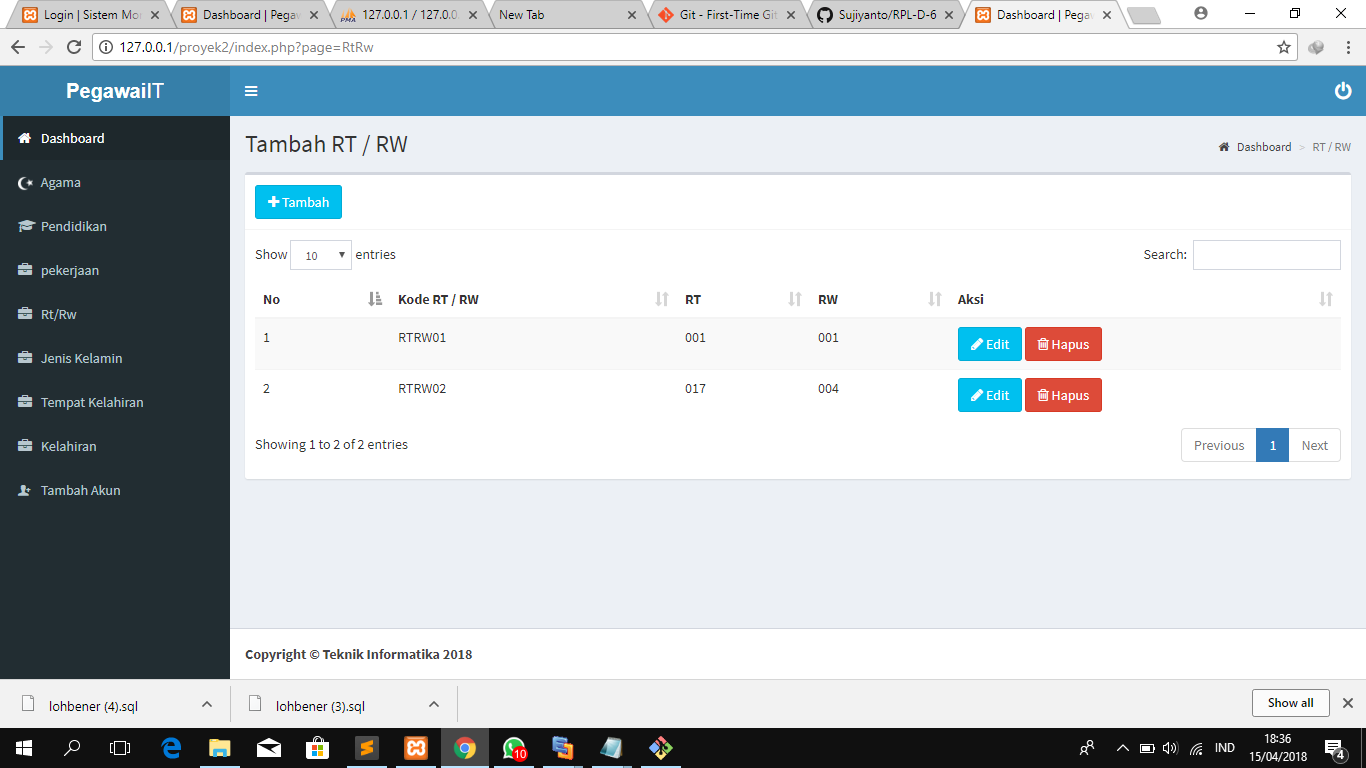 Login | Sistem Mor
Dashboard | Pegaw
127.0.0.1 / 127.0.0.
New Tab
Git - First-Time Git
Sujiyanto/RPL-D-6
Dashboard | Pegaw
127.0.0.1/proyek2/index.php?page=RtRw
PegawaiIT
Dashboard
Agama
Pendidikan
pekerjaan
Rt/Rw
Jenis Kelamin
Tempat Kelahiran
Kelahiran
Tambah Akun
Tambah RT / RW
Dashboard > RT / RW
Tambah
Show 10 entries
Search:
No Kode RT / RW RT RW Aksi
1 RTRW01 001 001 Edit Hapus
2 RTRW02 017 004 Edit Hapus
Showing 1 to 2 of 2 entries
Previous 1 Next
Copyright © Teknik Informatika 2018
lohbener (4).sql
lohbener (3).sql
Show all
10
IND
18:36
15/04/2018
4